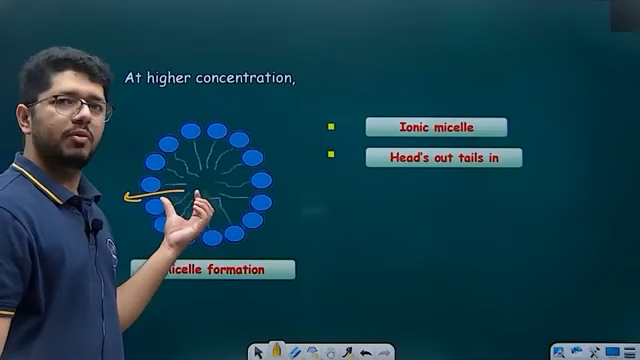 At higher concentration,
Ionic micelle
Head's out tails in
icelle formation